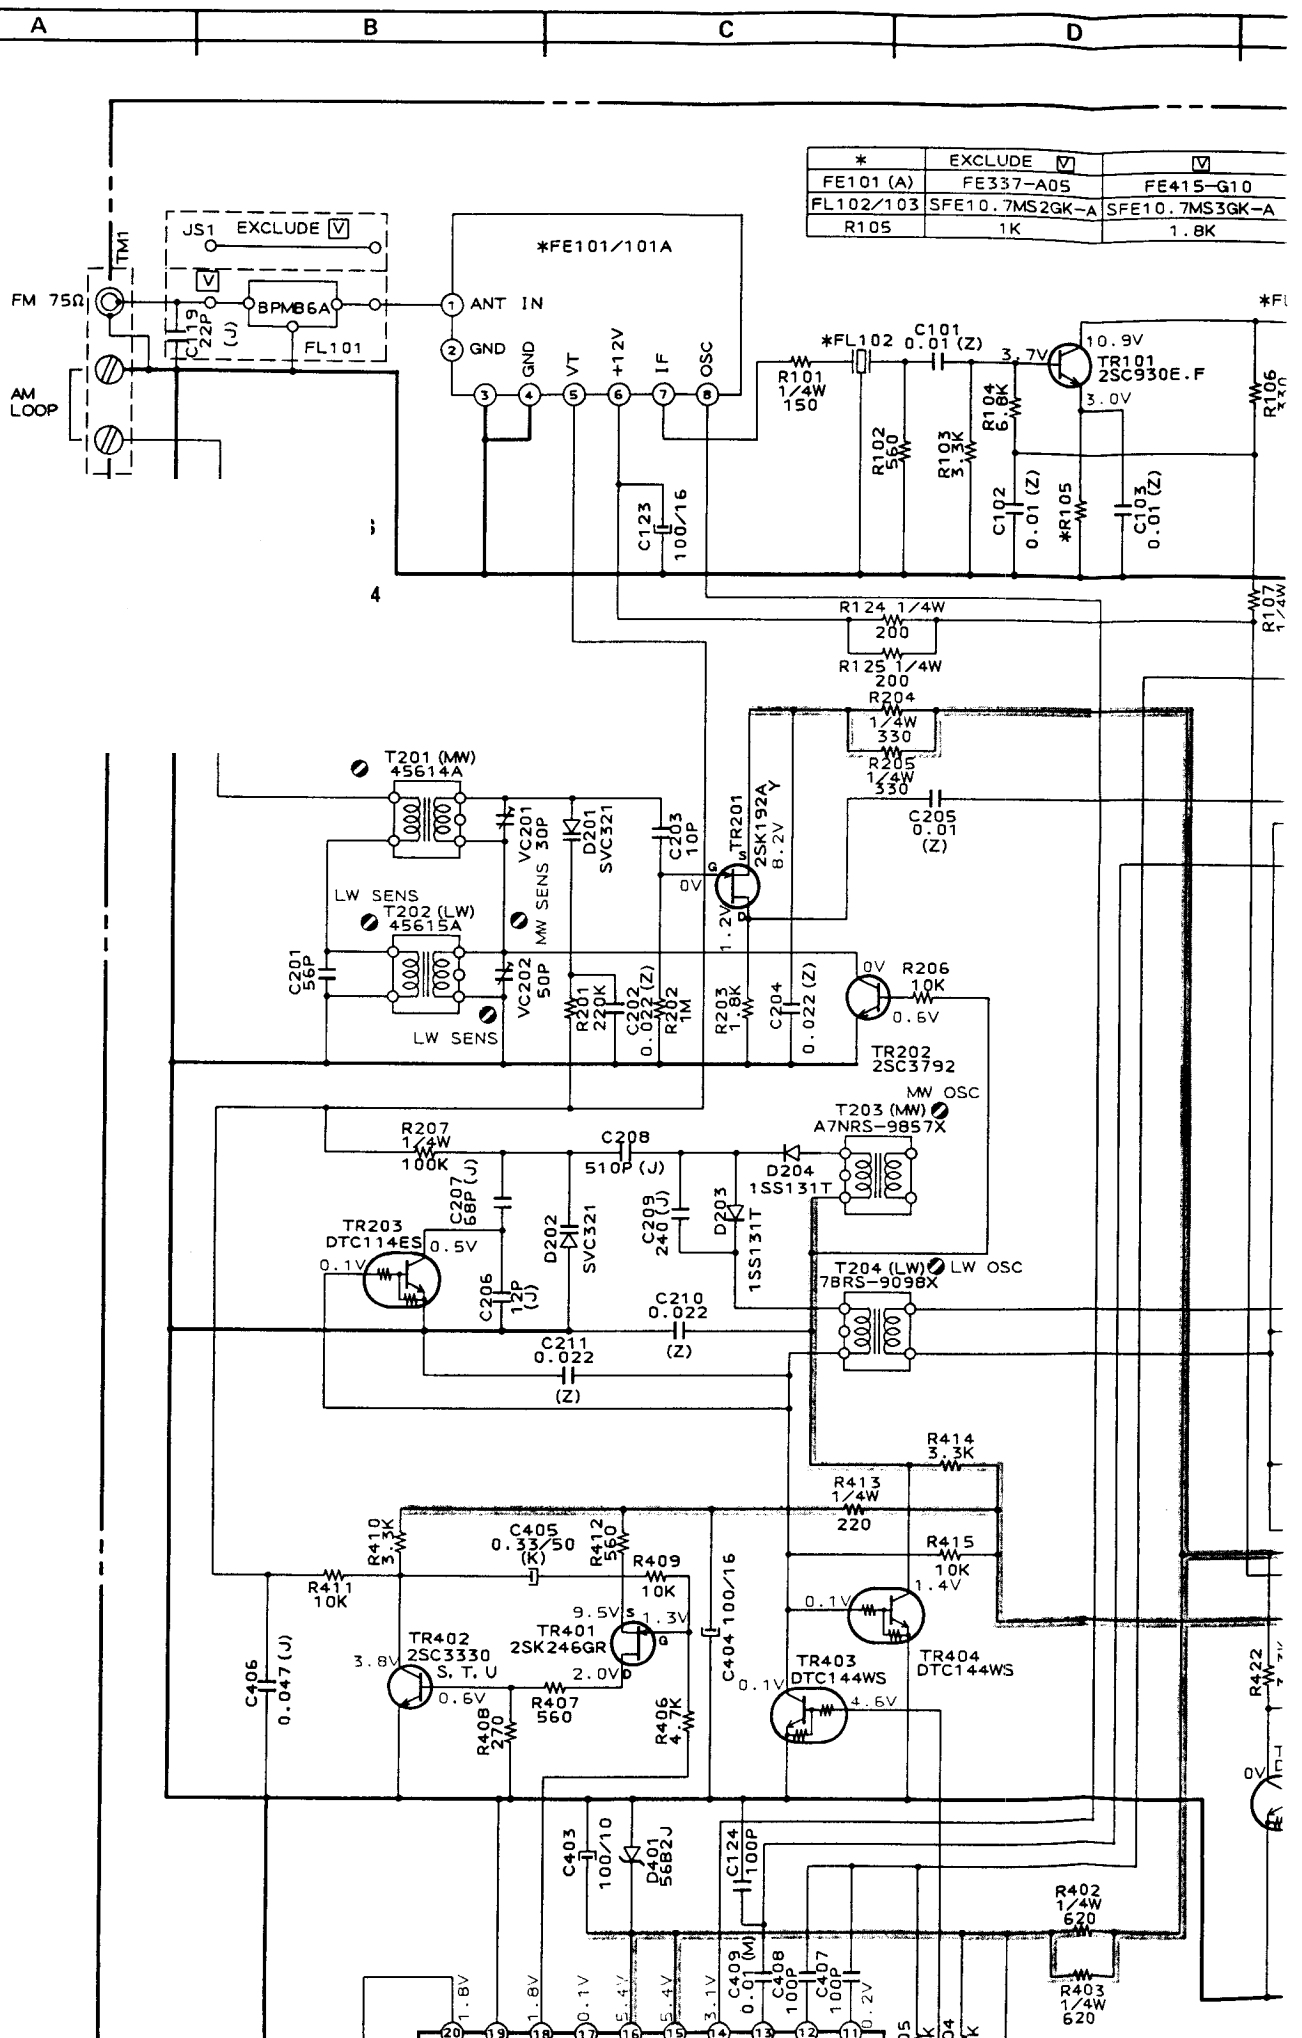 A B C D
* EXCLUDE V V
FE101 (A) FE337-A05 FE415-G10
FL102/103 SFE10.7MS2GK-A SFE10.7MS3GK-A
R105 1K 1.8K
JS1 EXCLUDE V
*FE101/101A
TM1
V
FM 75Ω
C119
22P
(J)
BPMB6A
FL101
1 ANT IN
2 GND
GND
VT
+12V
IF
OSC
3 4 5 6 7 8
AM
LOOP
R101
1/4W
150
*FL102
C101
0.01 (Z)
3.7V
10.9V
TR101
2SC930E.F
3.0V
R102
560
R103
3.3K
R104
6.8K
C102
0.01 (Z)
*R105
C103
0.01 (Z)
R106
C123
100/16
4
R107
1/4W
R124 1/4W
200
R125 1/4W
200
R204
1/4W
330
R205
1/4W
330
T201 (MW)
45614A
VC201
30P
MW SENS
D201
SVC321
C203
10P
TR201
2SK192A Y
8.2V
S
G
0V
D
1.2V
C205
0.01
(Z)
LW SENS
T202 (LW)
45615A
C201
56P
VC202
50P
LW SENS
R201
220K
C202
0.022 (Z)
R202
1M
R203
1.8K
C204
0.022 (Z)
0V
R206
10K
0.6V
TR202
2SC3792
MW OSC
T203 (MW)
A7NRS-9857X
R207
1/4W
100K
C208
510P (J)
D204
1SS131T
C207
68P (J)
TR203
DTC114ES
0.5V
0.1V
D202
SVC321
C209
240 (J)
D203
1SS131T
T204 (LW)
7BRS-9098X
LW OSC
C206
12P
(J)
C210
0.022
(Z)
C211
0.022
(Z)
R414
3.3K
R413
1/4W
220
R410
3.3K
C405
0.33/50
(K)
R412
560
R409
10K
R415
10K
R411
10K
C404 100/16
1.4V
0.1V
9.5V
S
1.3V
G
TR401
2SK246GR
2.0V
D
TR402
2SC3330
S, T, U
3.8V
0.6V
TR404
DTC144WS
TR403
DTC144WS
0.1V
4.6V
R422
C406
0.047 (J)
R407
560
R408
270
R406
4.7K
0V
C403
100/10
D401
56B2J
C124
100P
R402
1/4W
620
R403
1/4W
620
C409
0.01 (M)
C408
100P
C407
100P
1.8V
1.8V
0.1V
5.4V
5.4V
3.1V
0.2V
20 19 18 17 16 15 14 13 12 11